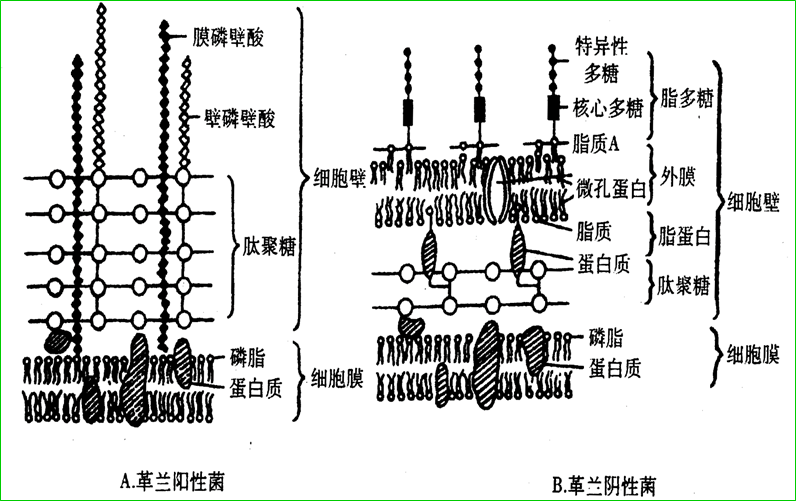 膜磷壁酸
壁磷壁酸
肽聚糖
细胞壁
磷脂
蛋白质
细胞膜
A.革兰阳性菌
特异性
多糖
核心多糖
脂多糖
脂质A
外膜
微孔蛋白
脂质
脂蛋白
蛋白质
肽聚糖
细胞壁
磷脂
蛋白质
细胞膜
B.革兰阴性菌